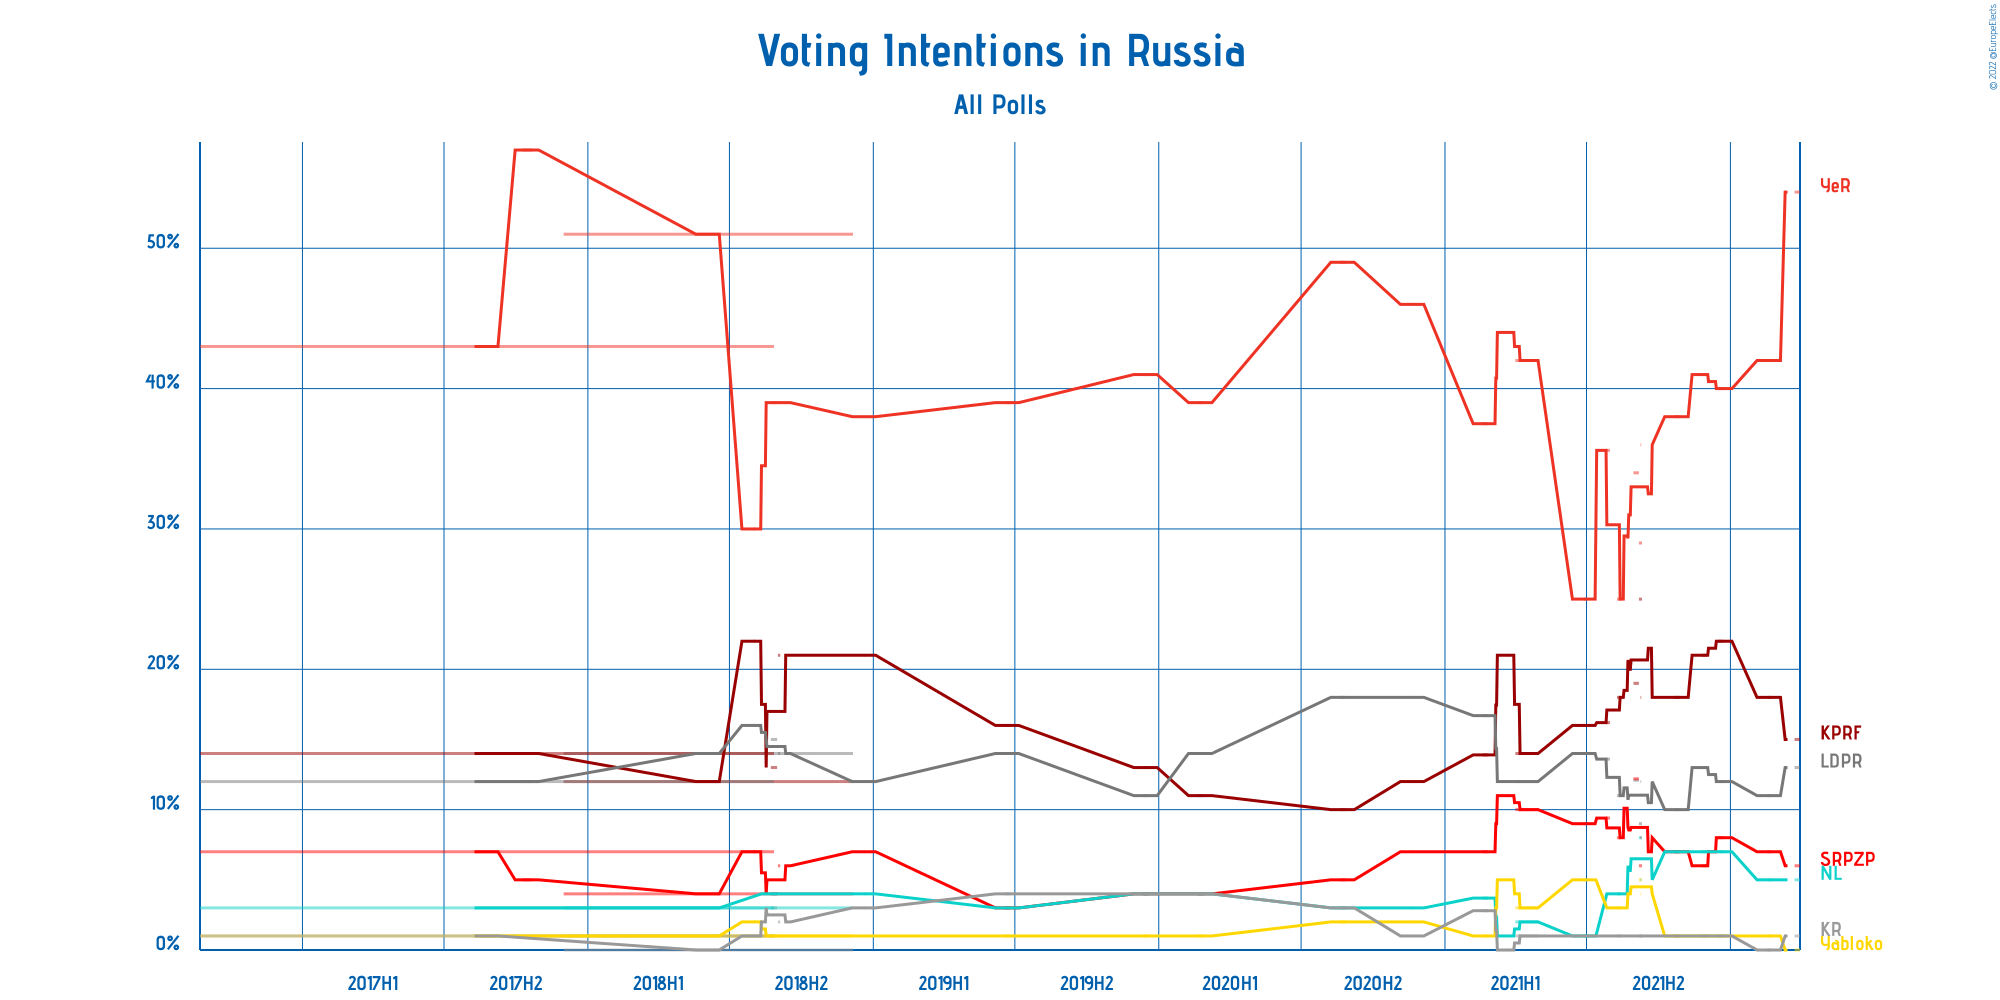 © 2022 @EuropeElects
Voting Intentions in Russia
All Polls
YeR
50%
40%
30%
20%
KPRF
LDPR
10%
SRPZP
NL
KR
0%
Yabloko
2017H1
2017H2
2018H1
2018H2
2019H1
2019H2
2020H1
2020H2
2021H1
2021H2